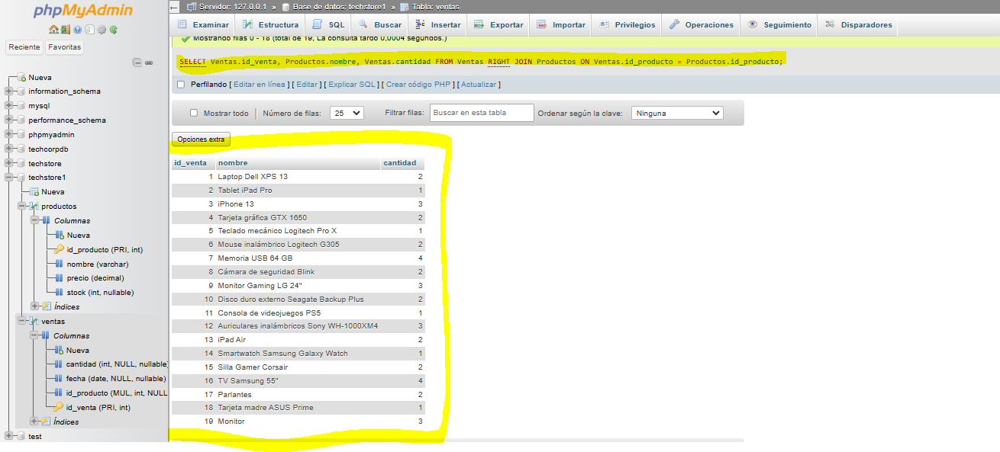 phpMyAdmin
Reciente Favoritas
Nueva
information_schema
mysql
performance_schema
phpmyadmin
techcorpdb
techstore
techstore1
Nueva
productos
Columnas
Nueva
id_producto (PRI, int)
nombre (varchar)
precio (decimal)
stock (int, nullable)
Índices
ventas
Columnas
Nueva
cantidad (int, NULL, nullable)
fecha (date, NULL, nullable)
id_producto (MUL, int, NULL
id_venta (PRI, int)
Índices
test
Servidor: 127.0.0.1 » Base de datos: techstore1 » Tabla: ventas
Examinar Estructura SQL Buscar Insertar Exportar Importar Privilegios Operaciones Seguimiento Disparadores
Mostrando filas 0 - 18 (total de 19, La consulta tardó 0,0004 segundos.)
SELECT Ventas.id_venta, Productos.nombre, Ventas.cantidad FROM Ventas RIGHT JOIN Productos ON Ventas.id_producto = Productos.id_producto;
Perfilando [ Editar en línea ] [ Editar ] [ Explicar SQL ] [ Crear código PHP ] [ Actualizar ]
Mostrar todo Número de filas: 25 Filtrar filas: Buscar en esta tabla Ordenar según la clave: Ninguna
Opciones extra
id_venta nombre cantidad
1 Laptop Dell XPS 13 2
2 Tablet iPad Pro 1
3 iPhone 13 3
4 Tarjeta gráfica GTX 1650 2
5 Teclado mecánico Logitech Pro X 1
6 Mouse inalámbrico Logitech G305 2
7 Memoria USB 64 GB 4
8 Cámara de seguridad Blink 2
9 Monitor Gaming LG 24" 3
10 Disco duro externo Seagate Backup Plus 2
11 Consola de videojuegos PS5 1
12 Auriculares inalámbricos Sony WH-1000XM4 3
13 iPad Air 2
14 Smartwatch Samsung Galaxy Watch 1
15 Silla Gamer Corsair 2
16 TV Samsung 55" 4
17 Parlantes 2
18 Tarjeta madre ASUS Prime 1
19 Monitor 3